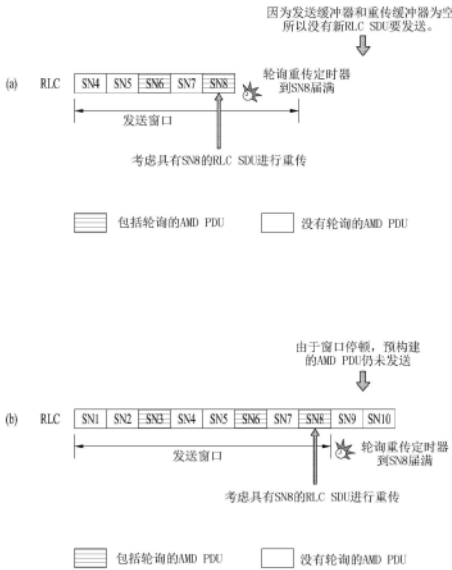 因为发送缓冲器和重传缓冲器为空
所以没有新RLC SDU要发送。
(a) RLC SN4 SN5 SN6 SN7 SN8
轮询重传定时器
到SN8届满
发送窗口
考虑具有SN8的RLC SDU进行重传
包括轮询的AMD PDU 没有轮询的AMD PDU
由于窗口停顿，预构建
的AMD PDU仍未发送
(b) RLC SN1 SN2 SN3 SN4 SN5 SN6 SN7 SN8 SN9 SN10
轮询重传定时器
到SN8届满
发送窗口
考虑具有SN8的RLC SDU进行重传
包括轮询的AMD PDU 没有轮询的AMD PDU